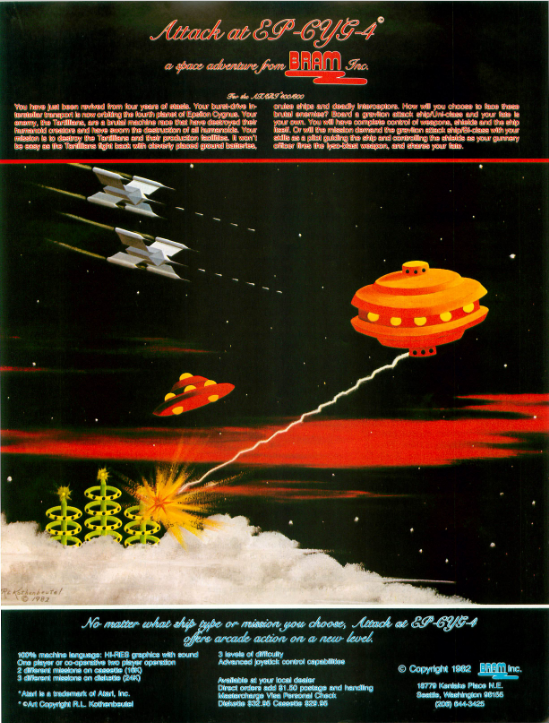 Attack at EP-CYG-4©
a space adventure from BRAM Inc.
For the ATARI* 400/800
You have just been revived from four years of stasis. Your burst-drive in-
terstellar transport is now orbiting the fourth planet of Epsilon Cygnus. Your
enemy, the Tantillians, are a brutal machine race that have destroyed their
humanoid creators and have sworn the destruction of all humanoids. Your
mission is to destroy the Tantillians and their production facilities. It won't
be easy as the Tantillians fight back with cleverly placed ground batteries,
cruise ships and deadly interceptors. How will you choose to face these
brutal enemies? Board a gravition attack ship/Uni-class and your fate is
your own. You will have complete control of weapons, shields and the ship
itself. Or will the mission demand the gravition attack ship/Bi-class with your
skills as a pilot guiding the ship and controlling the shields as your gunnery
officer fires the lyso-blast weapon, and shares your fate.
R.L. Kothenbeutel
© 1982
No matter what ship type or mission you choose, Attack at EP-CYG-4
offers arcade action on a new level.
100% machine language: HI-RES graphics with sound
One player or co-operative two player operation
2 different missions on cassette (16K)
3 different missions on diskette (24K)
*Atari is a trademark of Atari, Inc.
*©Art Copyright R.L. Kothenbeutel
3 levels of difficulty
Advanced joystick control capabilities
Available at your local dealer
Direct orders add $1.50 postage and handling
Mastercharge Visa Personal Check
Diskette $32.95 Cassette $29.95
© Copyright 1982 BRAM Inc.
18779 Kenlake Place N.E.
Seattle, Washington 98155
(206) 644-3425